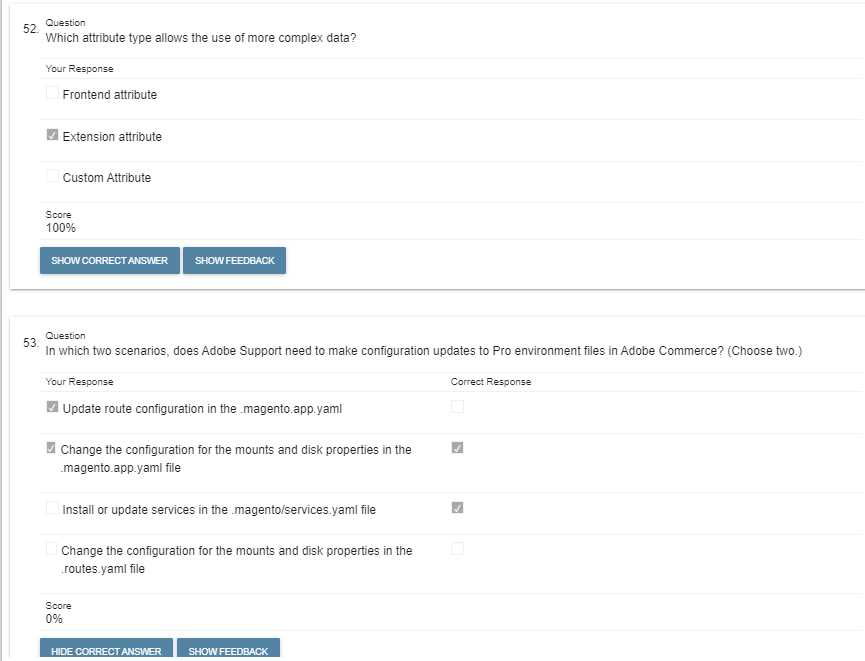 52.
Question
Which attribute type allows the use of more complex data?
Your Response
Frontend attribute
Extension attribute
Custom Attribute
Score
100%
SHOW CORRECT ANSWER SHOW FEEDBACK
53.
Question
In which two scenarios, does Adobe Support need to make configuration updates to Pro environment files in Adobe Commerce? (Choose two.)
Your Response Correct Response
Update route configuration in the .magento.app.yaml
Change the configuration for the mounts and disk properties in the
.magento.app.yaml file
Install or update services in the .magento/services.yaml file
Change the configuration for the mounts and disk properties in the
.routes.yaml file
Score
0%
HIDE CORRECT ANSWER SHOW FEEDBACK